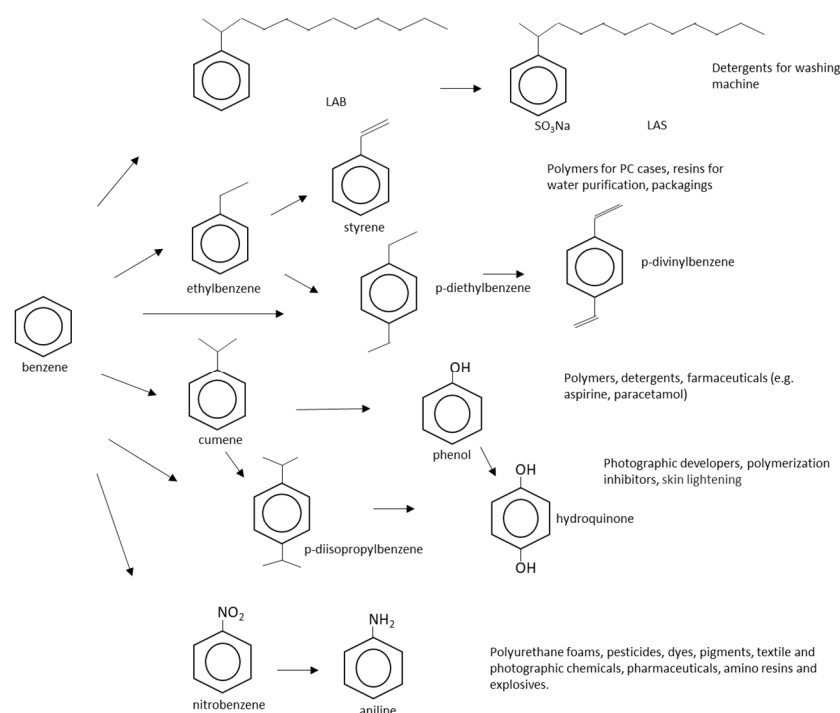 Detergents for washing
machine
LAB
SO₃Na
LAS
Polymers for PC cases, resins for
water purification, packagings
styrene
p-divinylbenzene
ethylbenzene
p-diethylbenzene
benzene
OH
Polymers, detergents, farmaceuticals (e.g.
aspirine, paracetamol)
cumene
phenol
Photographic developers, polymerization
inhibitors, skin lightening
OH
hydroquinone
p-diisopropylbenzene
OH
NO₂
NH₂
Polyurethane foams, pesticides, dyes, pigments, textile and
photographic chemicals, pharmaceuticals, amino resins and
explosives.
nitrobenzene
aniline